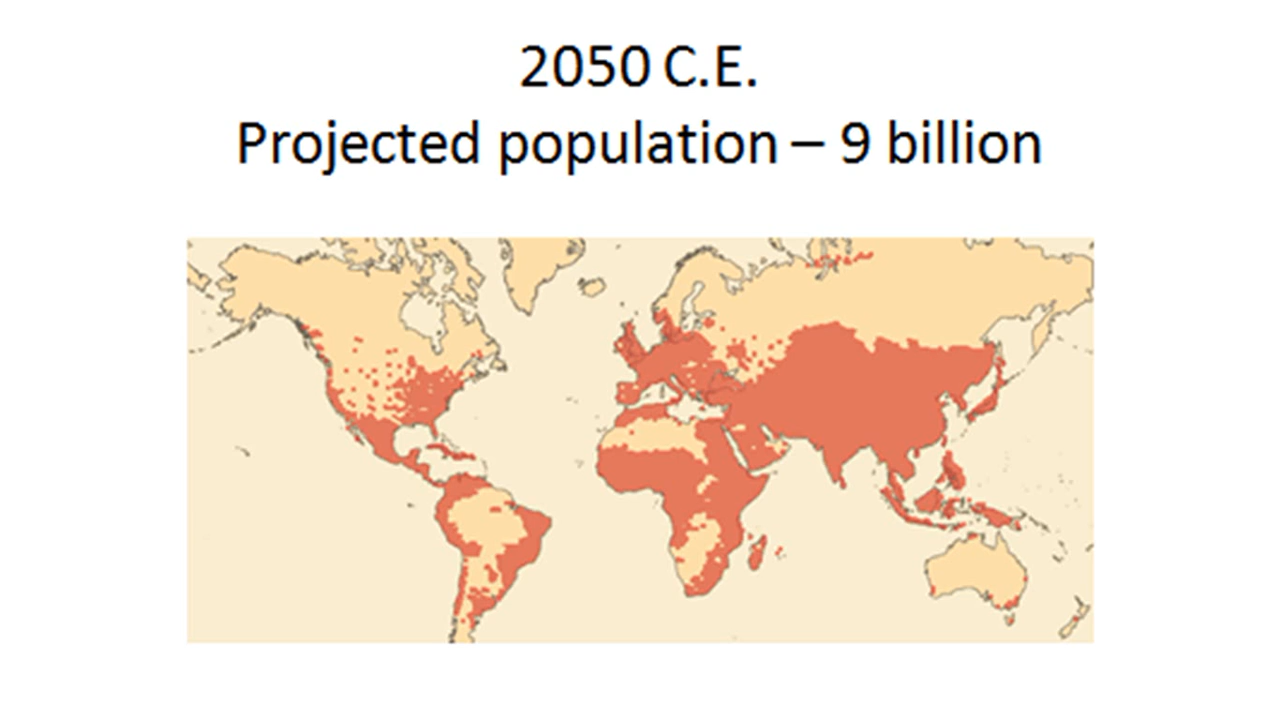 2050 C.E.
Projected population – 9 billion